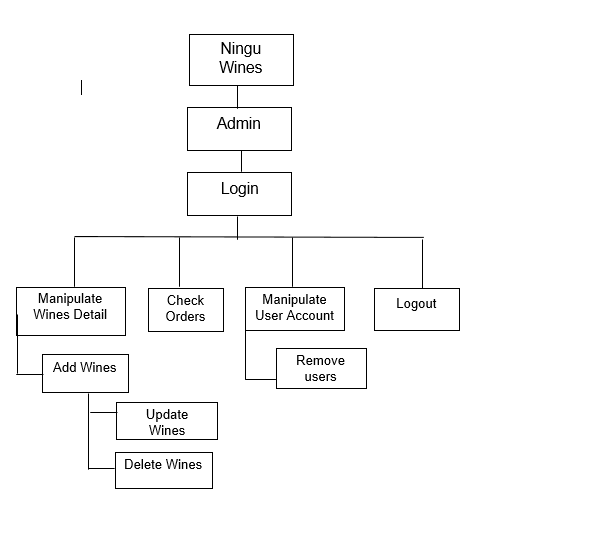 Ningu
Wines
Admin
Login
Manipulate
Wines Detail
Check
Orders
Manipulate
User Account
Logout
Add Wines
Remove
users
Update
Wines
Delete Wines